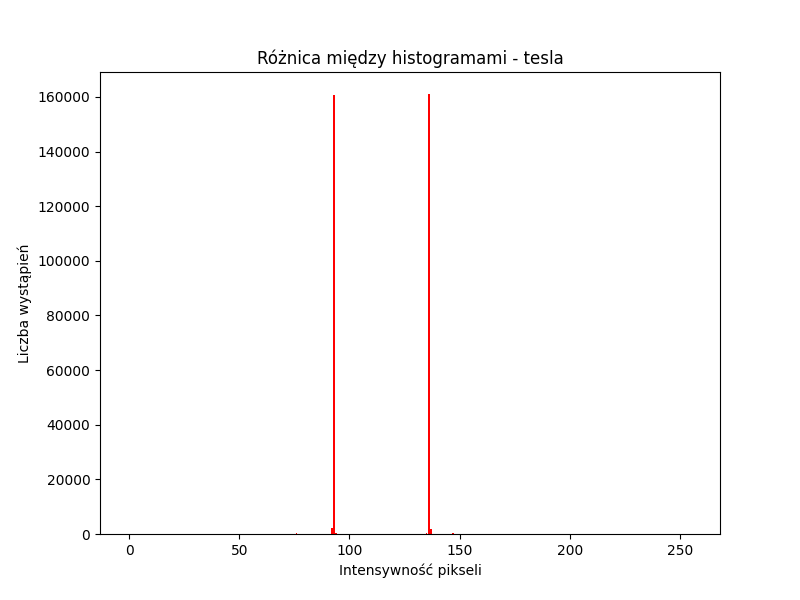 Różnica między histogramami - tesla
160000
140000
120000
100000
80000
60000
40000
20000
0
0 50 100 150 200 250
Liczba wystąpień
Intensywność pikseli